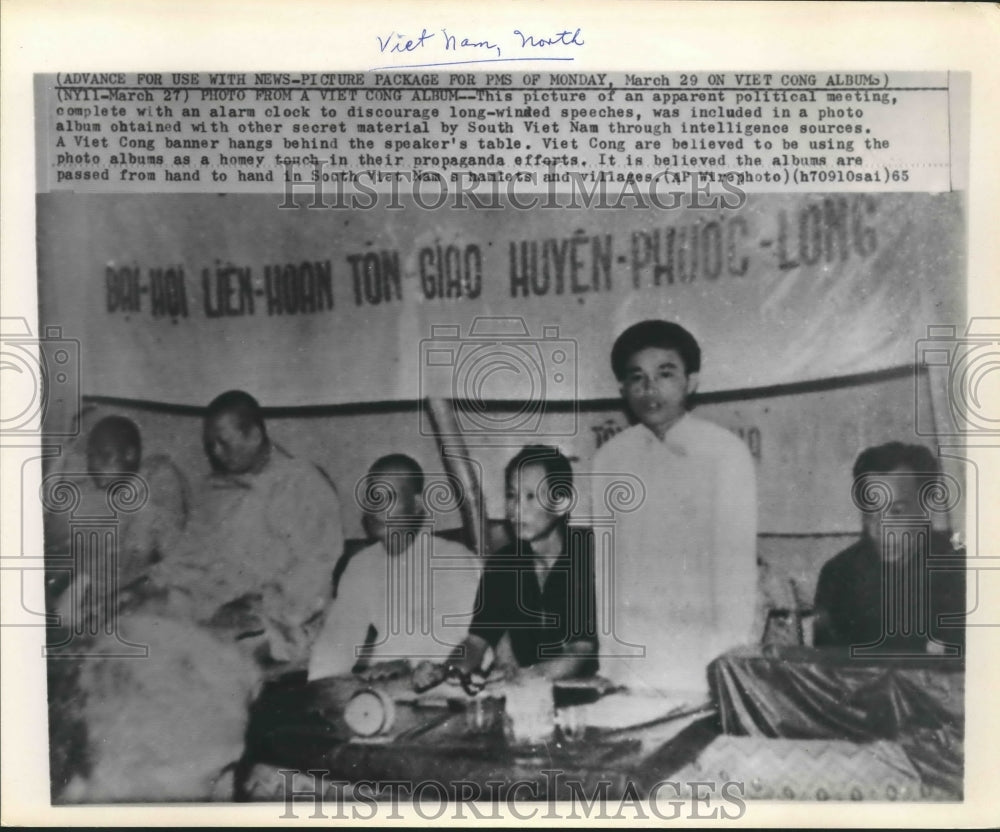 Viet Nam, North
(ADVANCE FOR USE WITH NEWS-PICTURE PACKAGE FOR PMS OF MONDAY, March 29 ON VIET CONG ALBUMS)
(NY11-March 27) PHOTO FROM A VIET CONG ALBUM--This picture of an apparent political meeting,
complete with an alarm clock to discourage long-winded speeches, was included in a photo
album obtained with other secret material by South Viet Nam through intelligence sources.
A Viet Cong banner hangs behind the speaker's table. Viet Cong are believed to be using the
photo albums as a homey touch in their propaganda efforts. It is believed the albums are
passed from hand to hand in South Viet Nam's hamlets and villages.(AP Wirephoto)(h70910sai)65
HISTORICIMAGES
ĐẠI-HỘI LIÊN-HOAN TÔN-GIÁO HUYỆN-PHƯỚC-LONG
HISTORICIMAGES